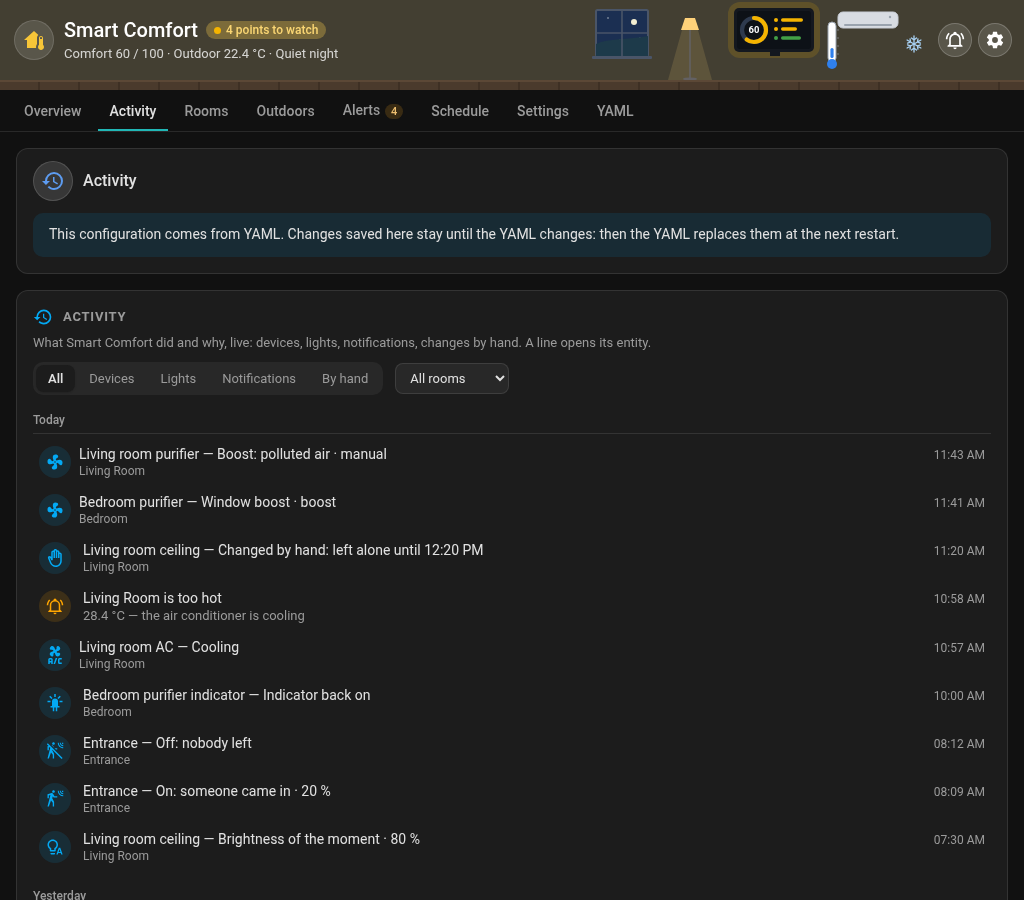 Smart Comfort
4 points to watch
Comfort 60 / 100 · Outdoor 22.4 °C · Quiet night
60
Overview
Activity
Rooms
Outdoors
Alerts 4
Schedule
Settings
YAML
Activity
This configuration comes from YAML. Changes saved here stay until the YAML changes: then the YAML replaces them at the next restart.
ACTIVITY
What Smart Comfort did and why, live: devices, lights, notifications, changes by hand. A line opens its entity.
All
Devices
Lights
Notifications
By hand
All rooms
Today
Living room purifier — Boost: polluted air · manual
11:43 AM
Living Room
Bedroom purifier — Window boost · boost
11:41 AM
Bedroom
Living room ceiling — Changed by hand: left alone until 12:20 PM
11:20 AM
Living Room
Living Room is too hot
10:58 AM
28.4 °C — the air conditioner is cooling
A/C
Living room AC — Cooling
10:57 AM
Living Room
Bedroom purifier indicator — Indicator back on
10:00 AM
Bedroom
Entrance — Off: nobody left
08:12 AM
Entrance
Entrance — On: someone came in · 20 %
08:09 AM
Entrance
A
Living room ceiling — Brightness of the moment · 80 %
07:30 AM
Living Room
Yesterday